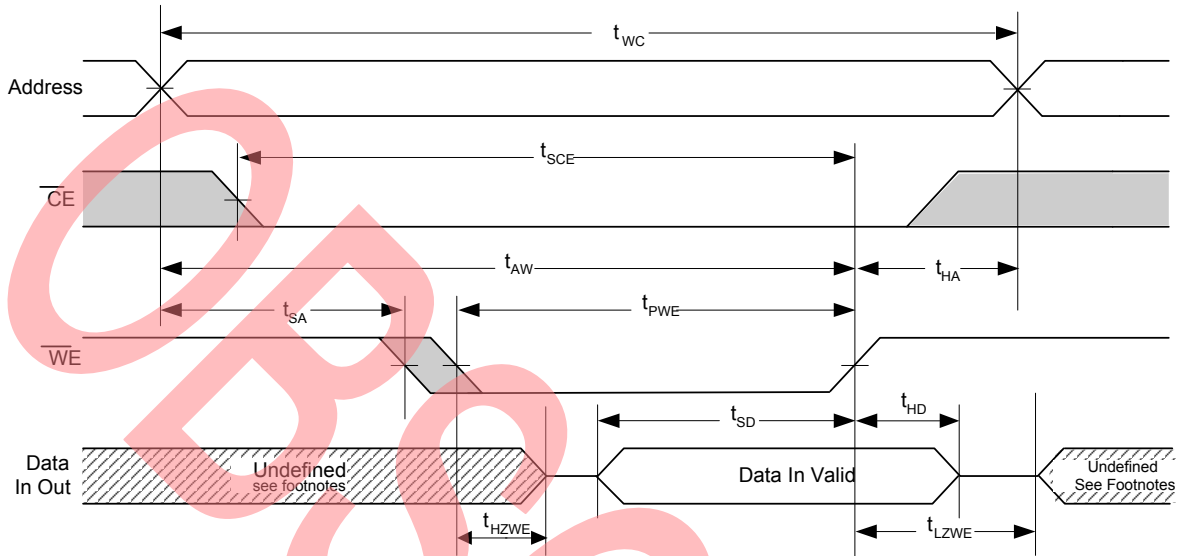 tWC
Address
tSCE
CE
tAW
tHA
tSA
tPWE
WE
tSD
tHD
Data
In Out
Undefined
see footnotes
Data In Valid
Undefined
See Footnotes
tHZWE
tLZWE
OBSO